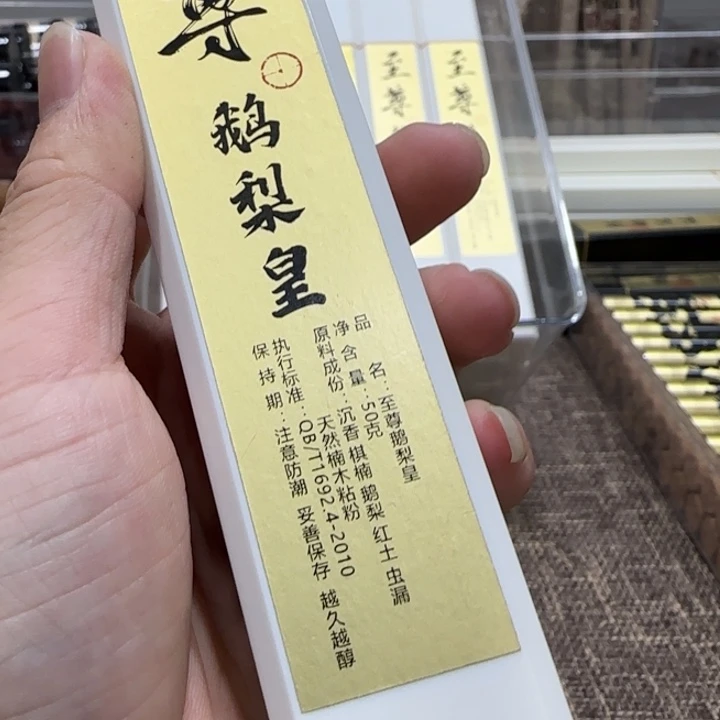 尊
鹅梨皇
品名：至尊鹅梨皇
净含量：50克
原料成份：沉香 棋楠 鹅梨 红土 虫漏
天然楠木粘粉
执行标准：QB/T1692.4-2010
保持期：注意防潮 妥善保存 越久越醇
至尊
至尊